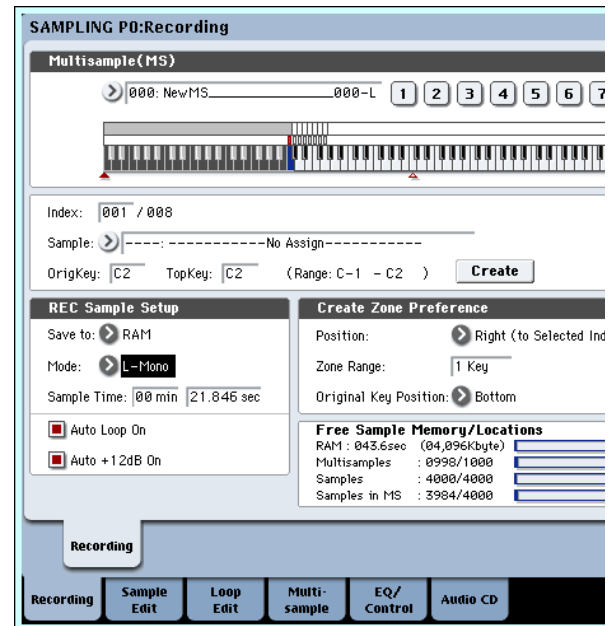 SAMPLING P0:Recording
Multisample(MS)
000: NewMS_______________000-L 1 2 3 4 5 6 7
Index: 001 /008
Sample: ----: ------------No Assign-----------
OrigKey: C2 TopKey: C2 (Range: C-1 - C2 ) Create
REC Sample Setup
Save to: RAM
Mode: L-Mono
Sample Time: 00 min 21.846 sec
Auto Loop On
Auto +12dB On
Create Zone Preference
Position: Right (to Selected Ind
Zone Range: 1 Key
Original Key Position: Bottom
Free Sample Memory/Locations
RAM : 043.6sec (04,096Kbyte)
Multisamples : 0998/1000
Samples : 4000/4000
Samples in MS : 3984/4000
Recording
Recording
Sample Edit
Loop Edit
Multi-sample
EQ/Control
Audio CD